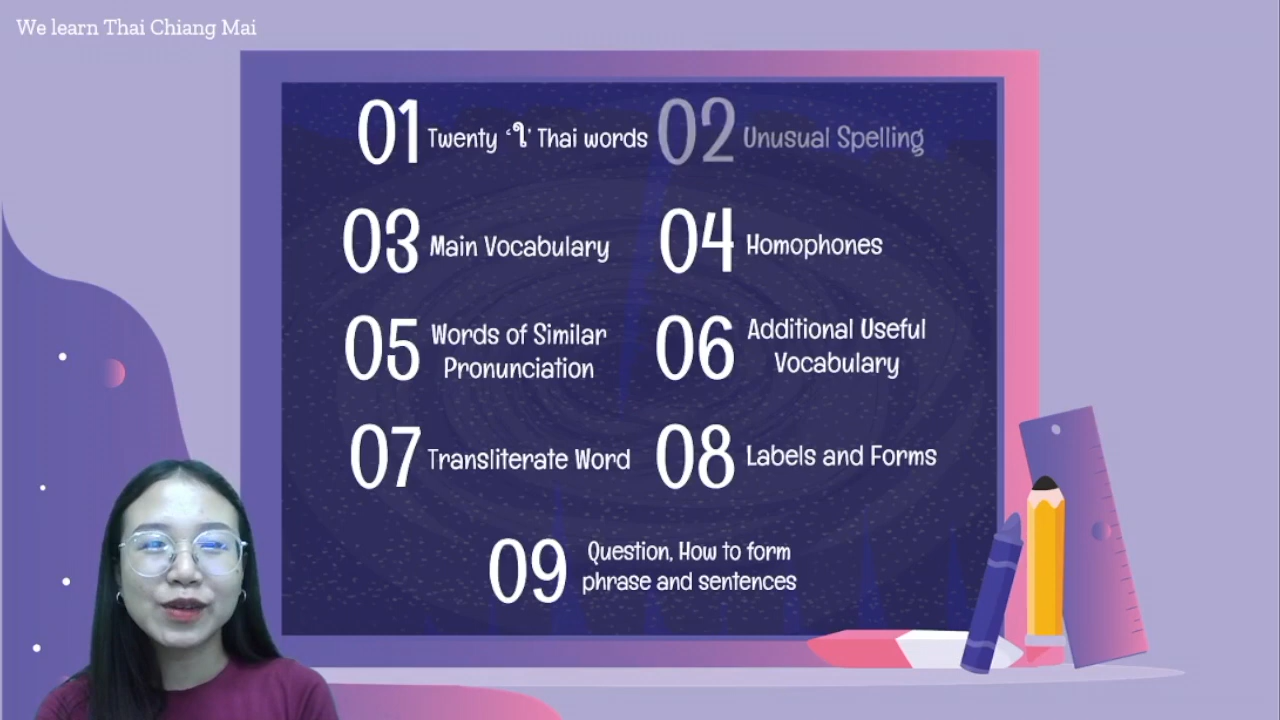 We learn Thai Chiang Mai
01 Twenty ‘ใ’ Thai words
02 Unusual Spelling
03 Main Vocabulary
04 Homophones
05 Words of Similar
Pronunciation
06 Additional Useful
Vocabulary
07 Transliterate Word
08 Labels and Forms
09 Question, How to form
phrase and sentences